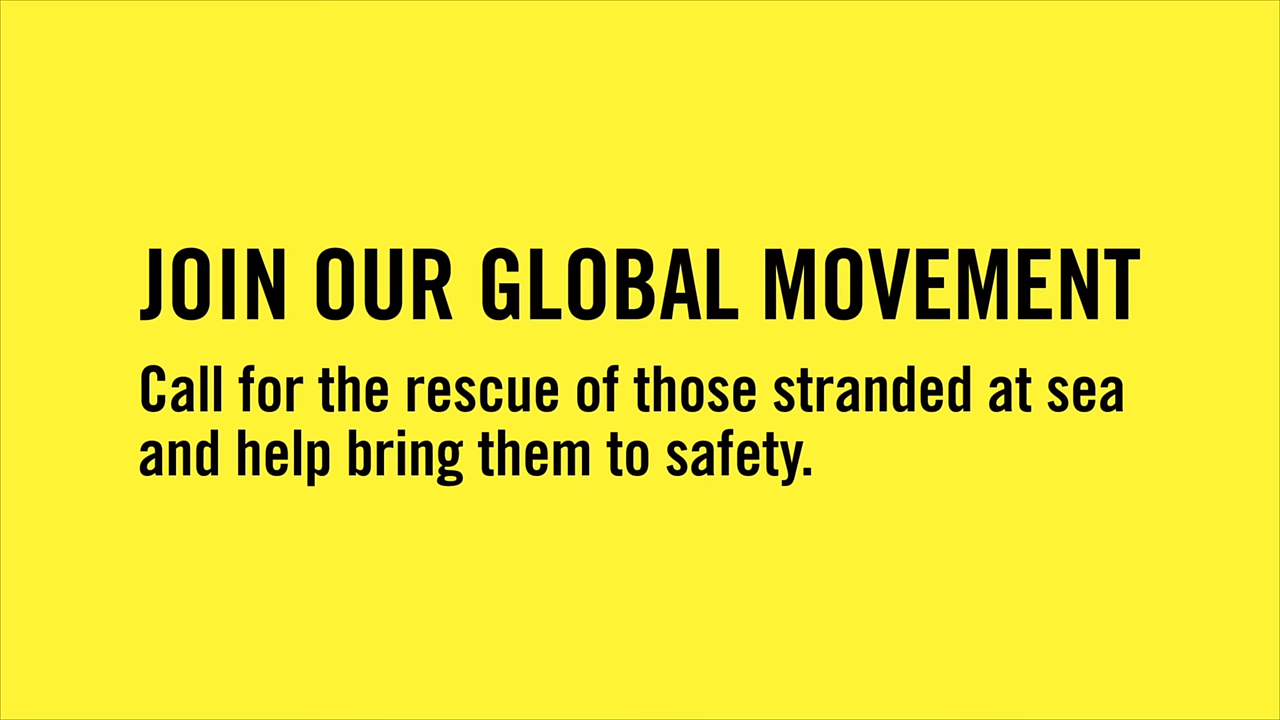 JOIN OUR GLOBAL MOVEMENT
Call for the rescue of those stranded at sea
and help bring them to safety.